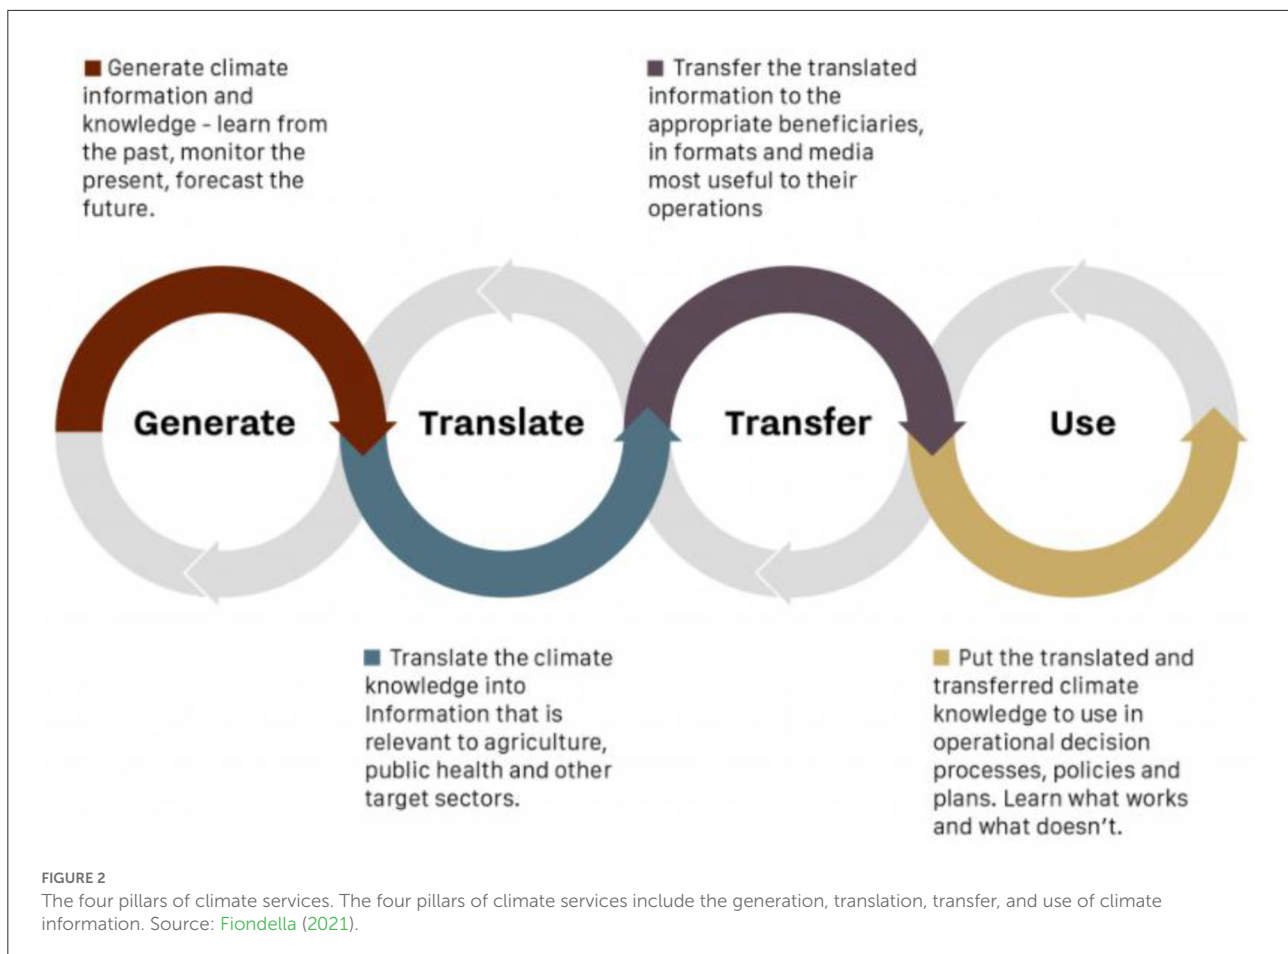 Generate climate
information and
knowledge - learn from
the past, monitor the
present, forecast the
future.
Transfer the translated
information to the
appropriate beneficiaries,
in formats and media
most useful to their
operations
Generate
Translate
Transfer
Use
Translate the climate
knowledge into
Information that is
relevant to agriculture,
public health and other
target sectors.
Put the translated and
transferred climate
knowledge to use in
operational decision
processes, policies and
plans. Learn what works
and what doesn't.
FIGURE 2
The four pillars of climate services. The four pillars of climate services include the generation, translation, transfer, and use of climate
information. Source: Fiondella (2021).